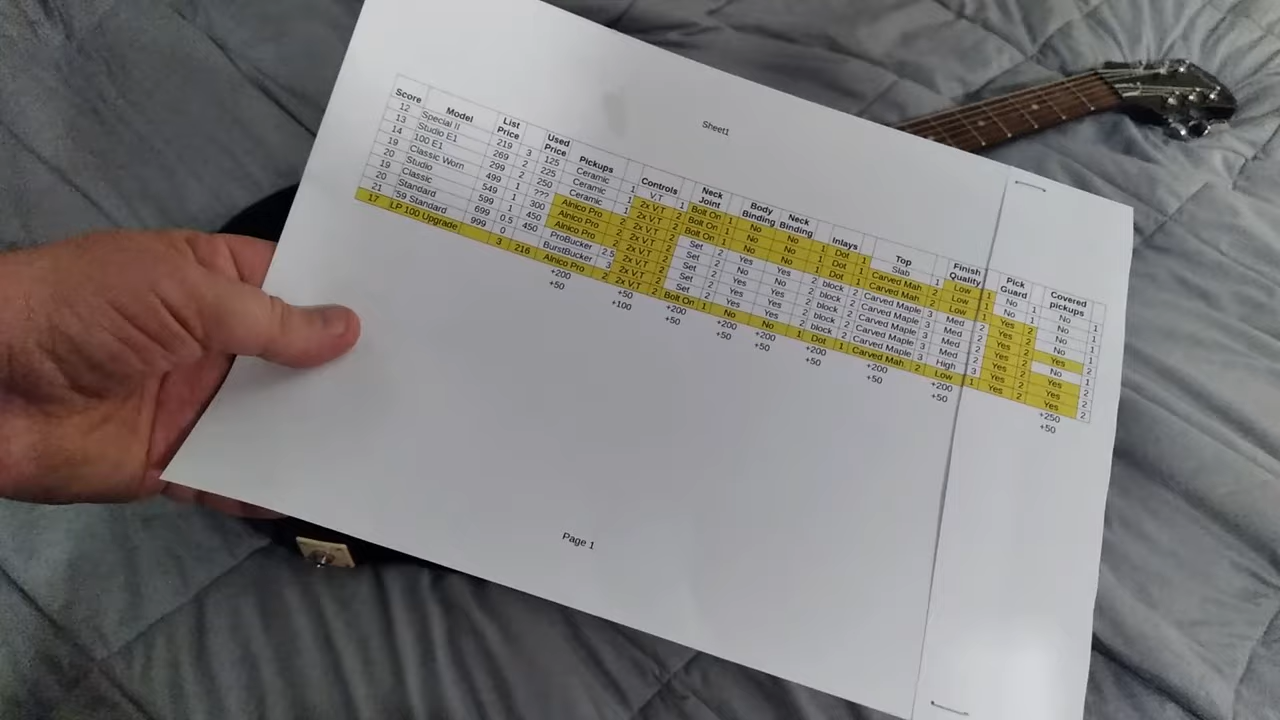 Sheet1
Score Model List Price Used Price Pickups Controls Neck Joint Body Binding Neck Binding Inlays Top Finish Quality Pick Guard Covered pickups
12 Special II 219 3 125 Ceramic 1 V,T 1 Bolt On 1 No No 1 Dot 1 Slab 1 Low 1 No 1 No 1
13 Studio E1 269 2 225 Ceramic 1 2x V,T 2 Bolt On 1 No No 1 Dot 1 Carved Mah 2 Low 1 No 1 No 1
14 100 E1 299 2 250 Ceramic 1 2x V,T 2 Bolt On 1 No No 1 Dot 1 Carved Mah 2 Low 1 Yes 2 No 1
19 Classic Worn 499 1 ??? Alnico Pro 2 2x V,T 2 Set 2 Yes Yes 2 block 2 Carved Maple 3 Med 2 Yes 2
20 Studio 549 1 300 Alnico Pro 2 2x V,T 2 Set 2 No Yes 2 block 2 Carved Maple 3 Med 2 Yes 2 Yes 2
19 Classic 599 1 450 Alnico Pro 2 2x V,T 2 Set 2 Yes Yes 2 block 2 Carved Maple 3 Med 2 Yes 2 No 1
20 Standard 699 0.5 450 ProBucker 2.5 2x V,T 2 Set 2 Yes Yes 2 block 2 Carved Maple 3 Med 2 Yes 2 Yes 2
21 '59 Standard 999 0 BurstBucker 3 2x V,T 2 Set 2 Yes Yes 2 block 2 Carved Maple 3 High 3 Yes 2 Yes 2
17 LP 100 Upgrade 3 216 Alnico Pro 2 2x V,T 2 Bolt On 1 No No 1 Dot 1 Carved Mah. 2 Low 1 Yes 2 Yes 2
+200 +50 +200 +200 +200 +200 +200 +200 +250
+50 +100 +50 +50 +50 +50 +50 +50 +50
Page 1